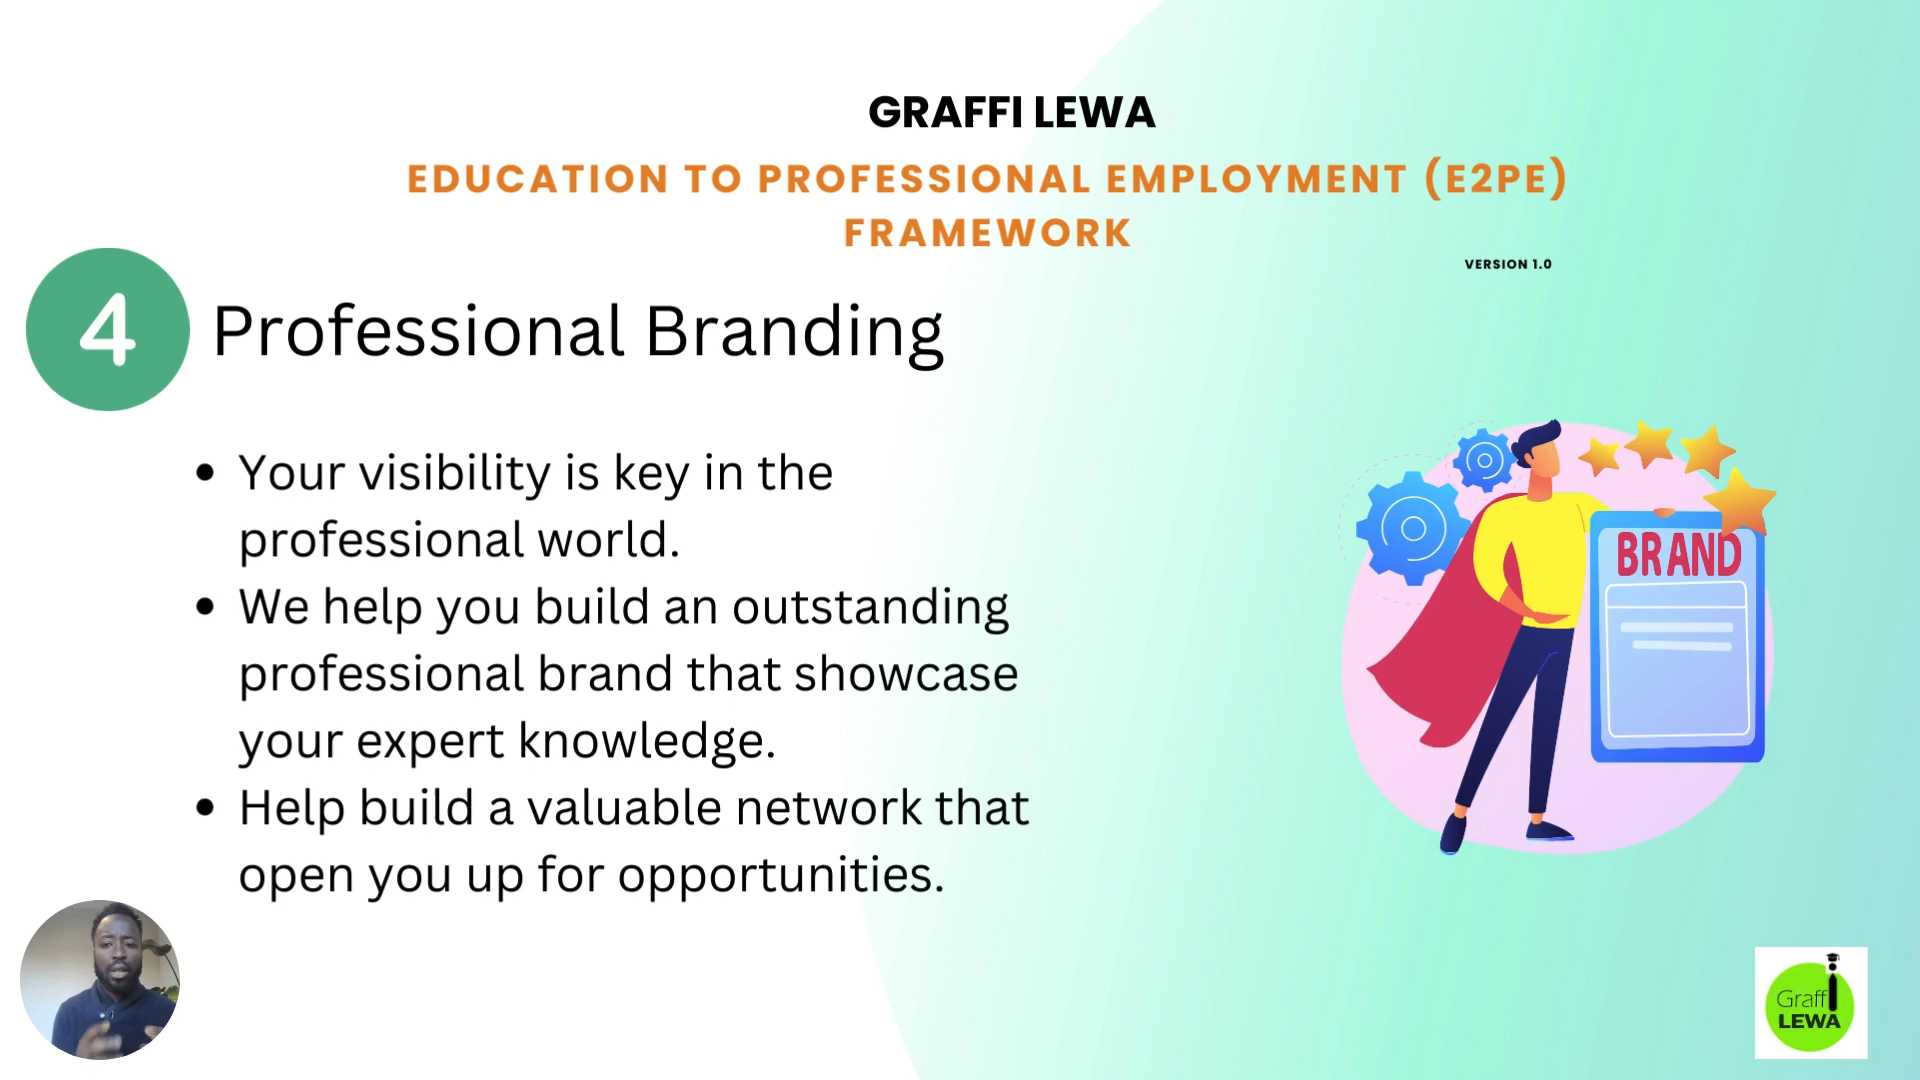 GRAFFI LEWA
EDUCATION TO PROFESSIONAL EMPLOYMENT (E2PE)
FRAMEWORK
VERSION 1.0
4
Professional Branding
• Your visibility is key in the
professional world.
• We help you build an outstanding
professional brand that showcase
your expert knowledge.
• Help build a valuable network that
open you up for opportunities.
BRAND
Graffi
LEWA